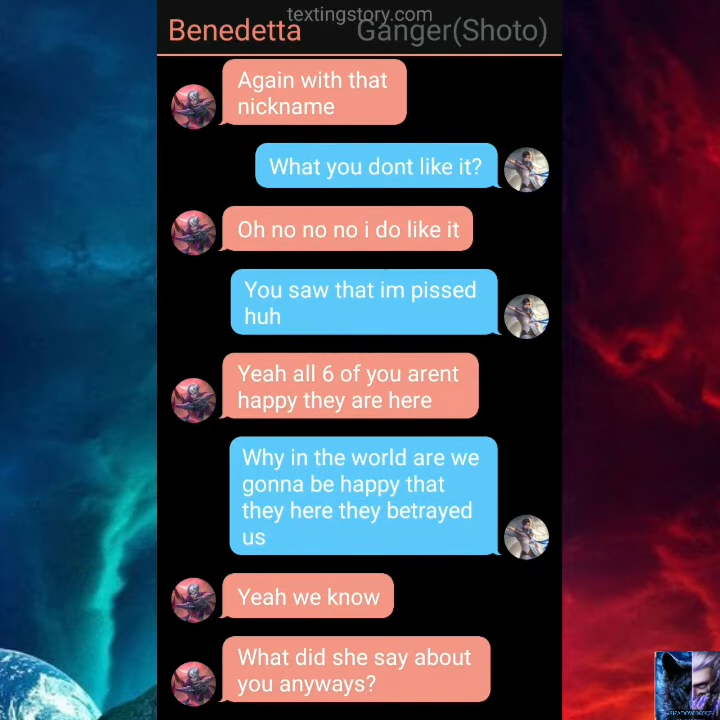 textingstory.com
Benedetta
Ganger(Shoto)
Again with that
nickname
What you dont like it?
Oh no no no i do like it
You saw that im pissed
huh
Yeah all 6 of you arent
happy they are here
Why in the world are we
gonna be happy that
they here they betrayed
us
Yeah we know
What did she say about
you anyways?